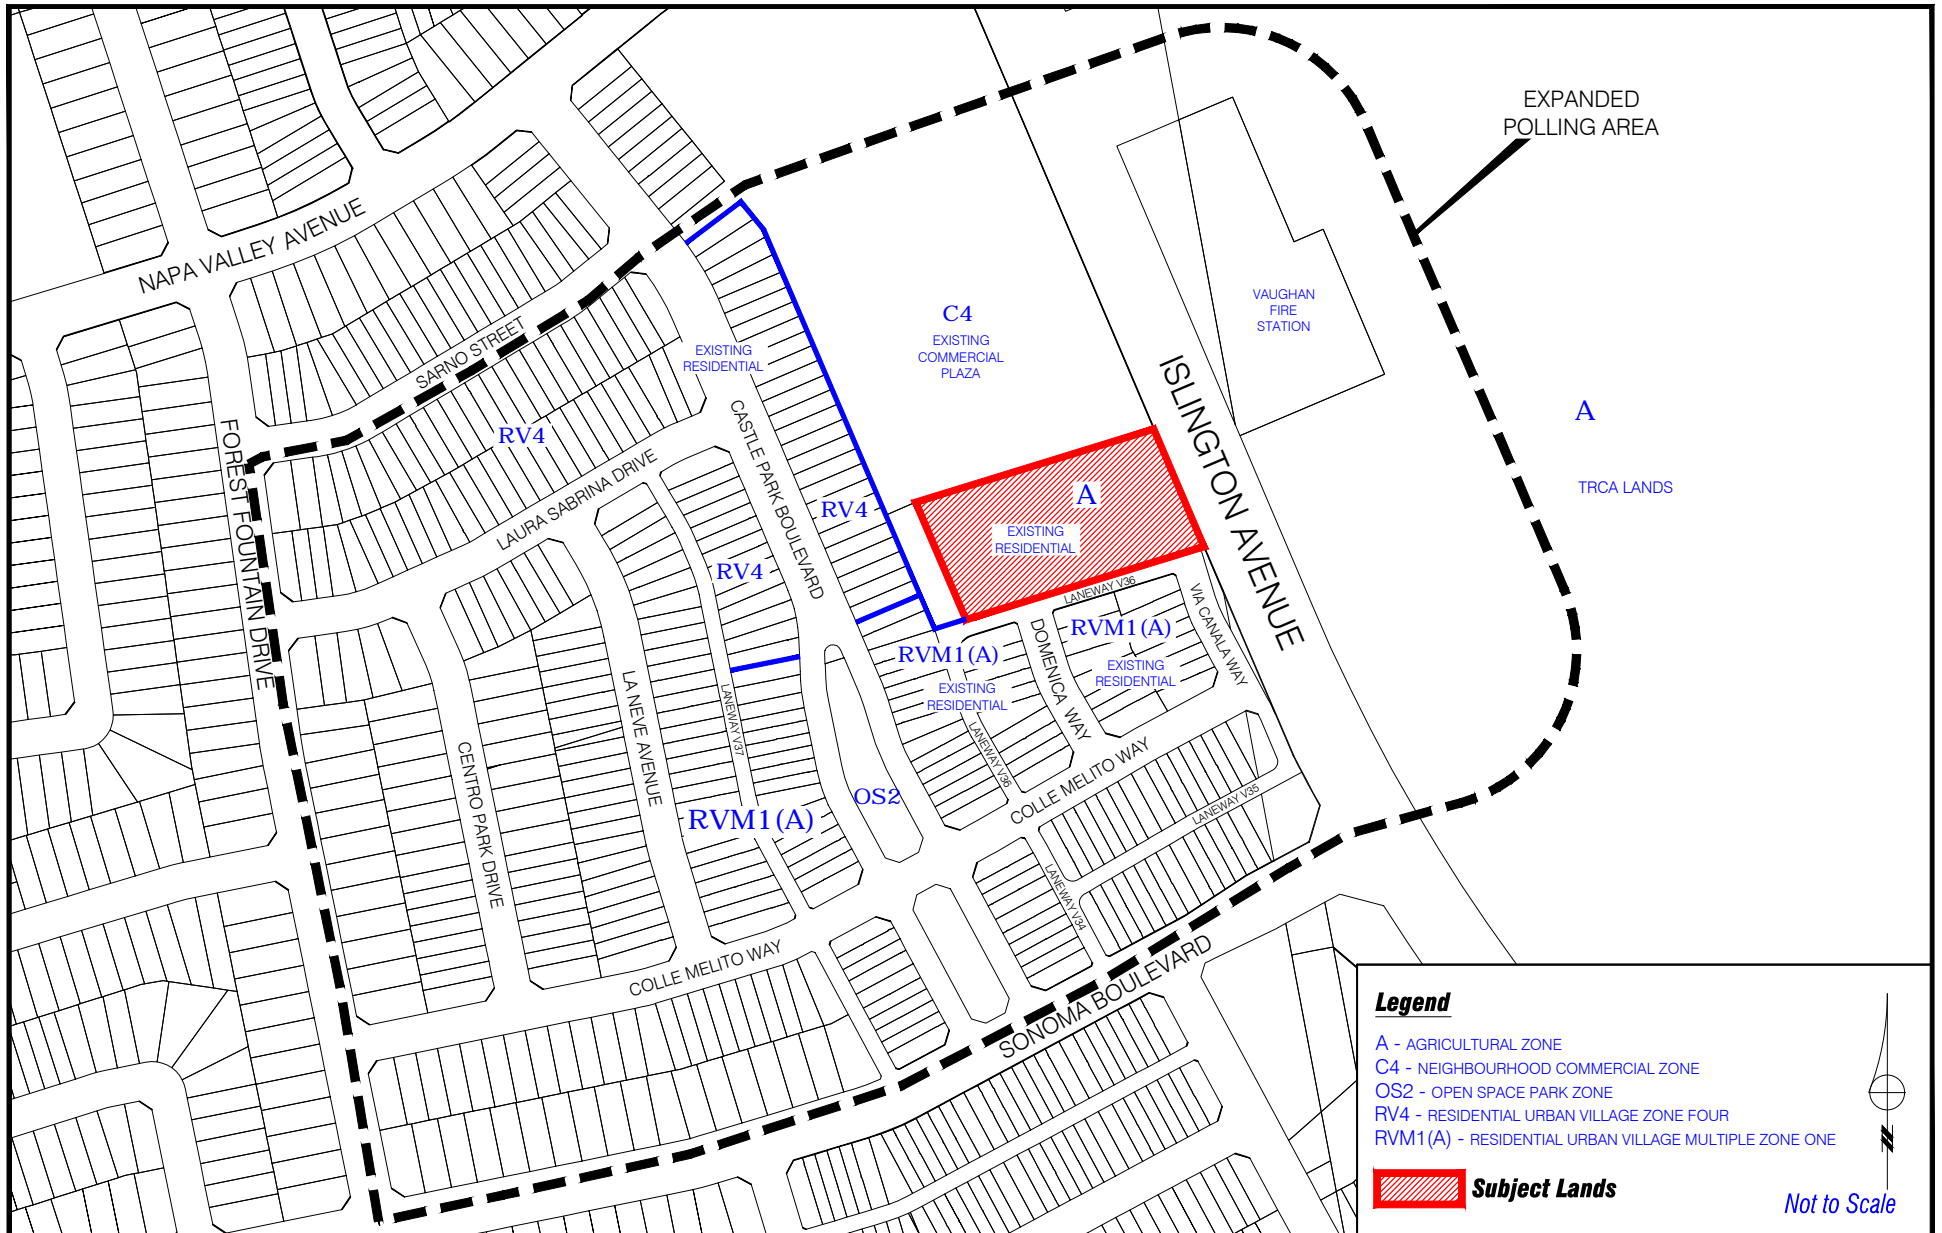 EXPANDED
POLLING AREA
NAPA VALLEY AVENUE
SARNO STREET
FOREST FOUNTAIN DRIVE
RV4
EXISTING
RESIDENTIAL
CASTLE PARK BOULEVARD
LAURA SABRINA DRIVE
RV4
RV4
C4
EXISTING
COMMERCIAL
PLAZA
VAUGHAN
FIRE
STATION
ISLINGTON AVENUE
A
TRCA LANDS
A
EXISTING
RESIDENTIAL
LANEWAY V36
VIA CANALA WAY
DOMENICA WAY
RVM1(A)
EXISTING
RESIDENTIAL
RVM1(A)
EXISTING
RESIDENTIAL
LANEWAY V36
LANEWAY V37
LA NEVE AVENUE
CENTRO PARK DRIVE
RVM1(A)
OS2
COLLE MELITO WAY
LANEWAY V35
LANEWAY V34
COLLE MELITO WAY
SONOMA BOULEVARD
Legend
A - AGRICULTURAL ZONE
C4 - NEIGHBOURHOOD COMMERCIAL ZONE
OS2 - OPEN SPACE PARK ZONE
RV4 - RESIDENTIAL URBAN VILLAGE ZONE FOUR
RVM1(A) - RESIDENTIAL URBAN VILLAGE MULTIPLE ZONE ONE
Subject Lands
N
Not to Scale